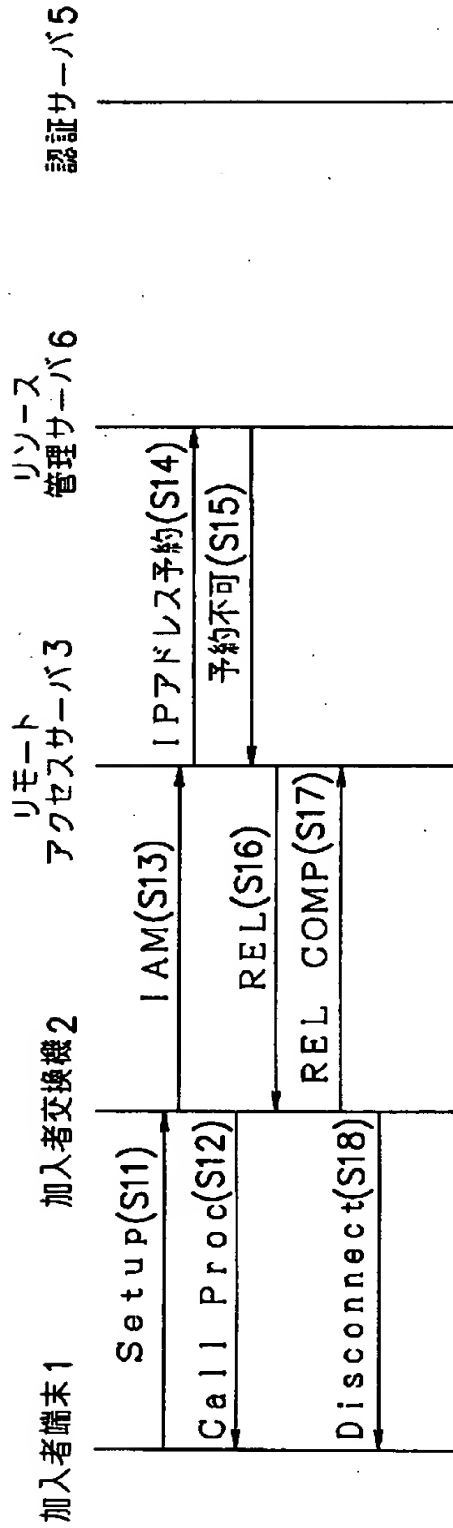 加入者端末1
加入者交換機2
リモート
アクセスサーバ3
リソース
管理サーバ6
認証サーバ5
Setup(S11)
Call Proc(S12)
IAM(S13)
IPアドレス予約(S14)
予約不可(S15)
REL(S16)
REL COMP(S17)
Disconnect(S18)